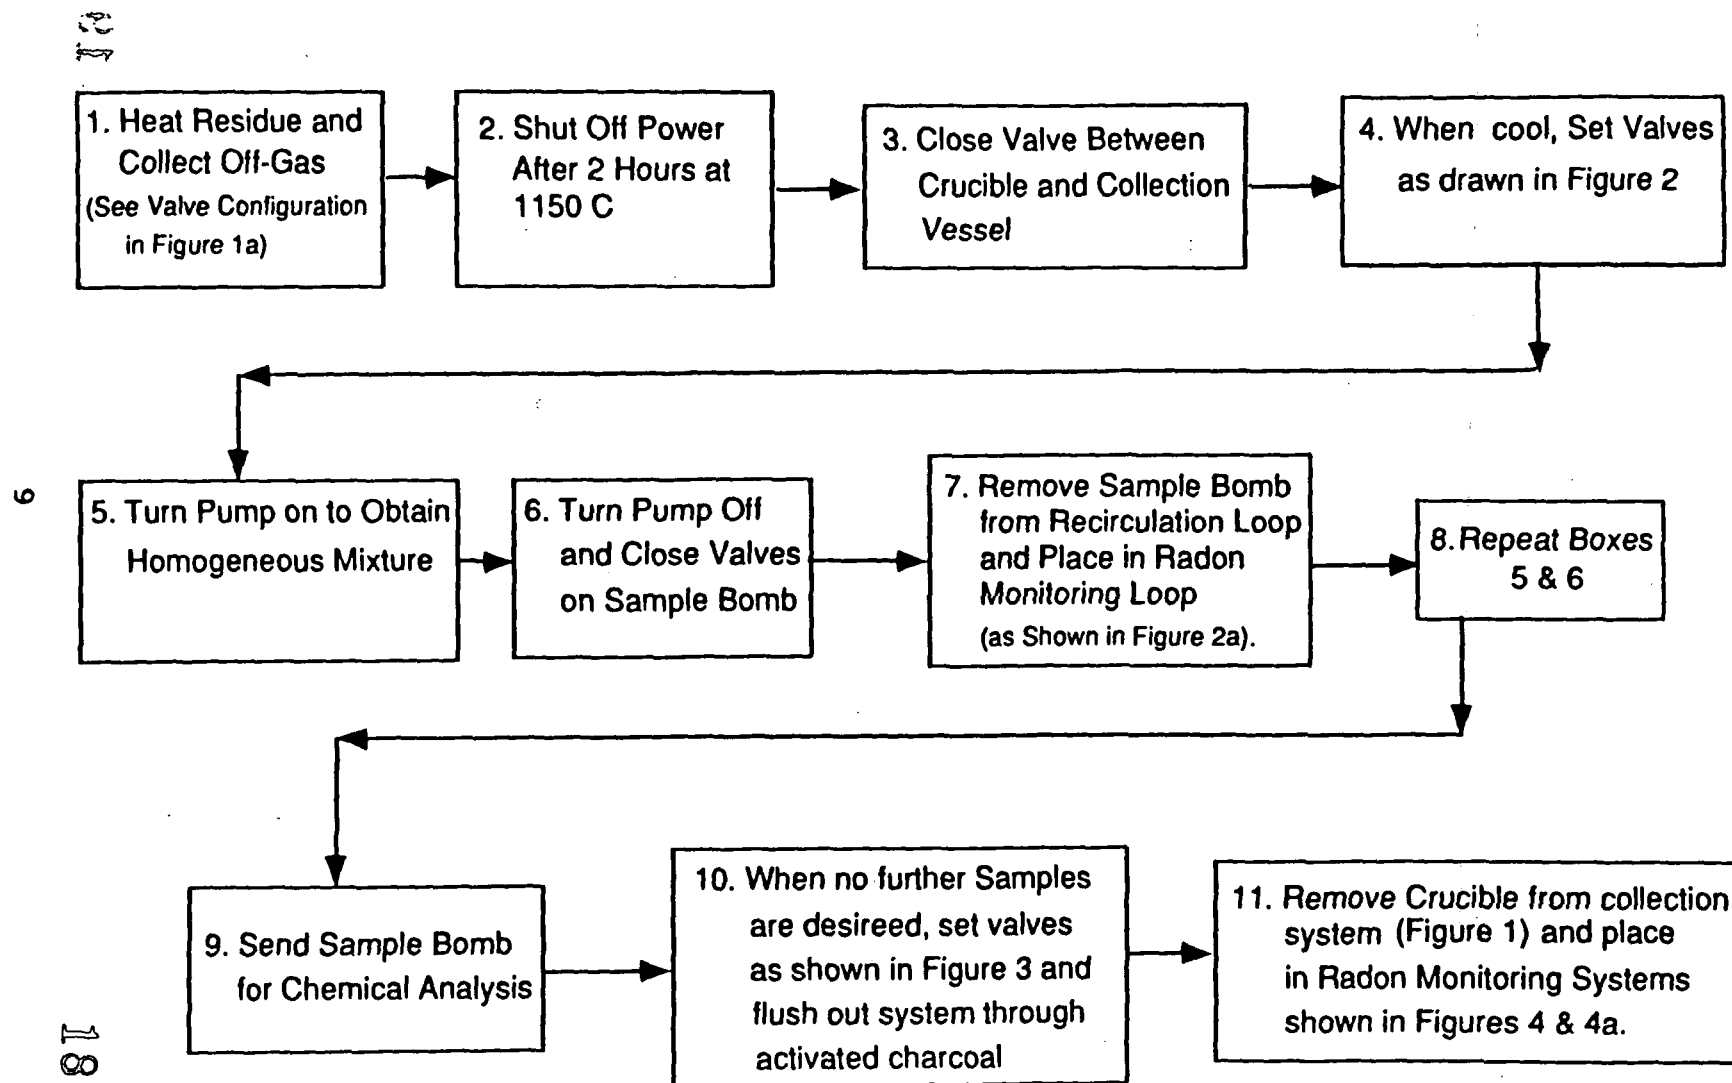 1. Heat Residue and
Collect Off-Gas
(See Valve Configuration
in Figure 1a)
2. Shut Off Power
After 2 Hours at
1150 C
3. Close Valve Between
Crucible and Collection
Vessel
4. When cool, Set Valves
as drawn in Figure 2
5. Turn Pump on to Obtain
Homogeneous Mixture
6. Turn Pump Off
and Close Valves
on Sample Bomb
7. Remove Sample Bomb
from Recirculation Loop
and Place in Radon
Monitoring Loop
(as Shown in Figure 2a).
8. Repeat Boxes
5 & 6
9. Send Sample Bomb
for Chemical Analysis
10. When no further Samples
are desireed, set valves
as shown in Figure 3 and
flush out system through
activated charcoal
11. Remove Crucible from collection
system (Figure 1) and place
in Radon Monitoring Systems
shown in Figures 4 & 4a.
18